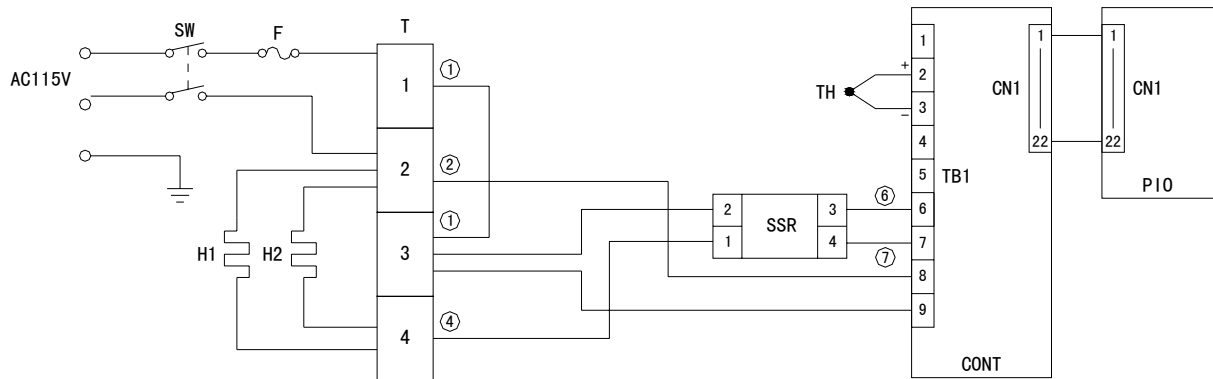 SW
F
T
AC115V
1
2
3
4
①
②
①
④
H1
H2
TH
+
−
2
1
SSR
3
4
⑥
⑦
1
2
3
4
5
6
7
8
9
TB1
CONT
CN1
1
22
CN1
1
22
PIO